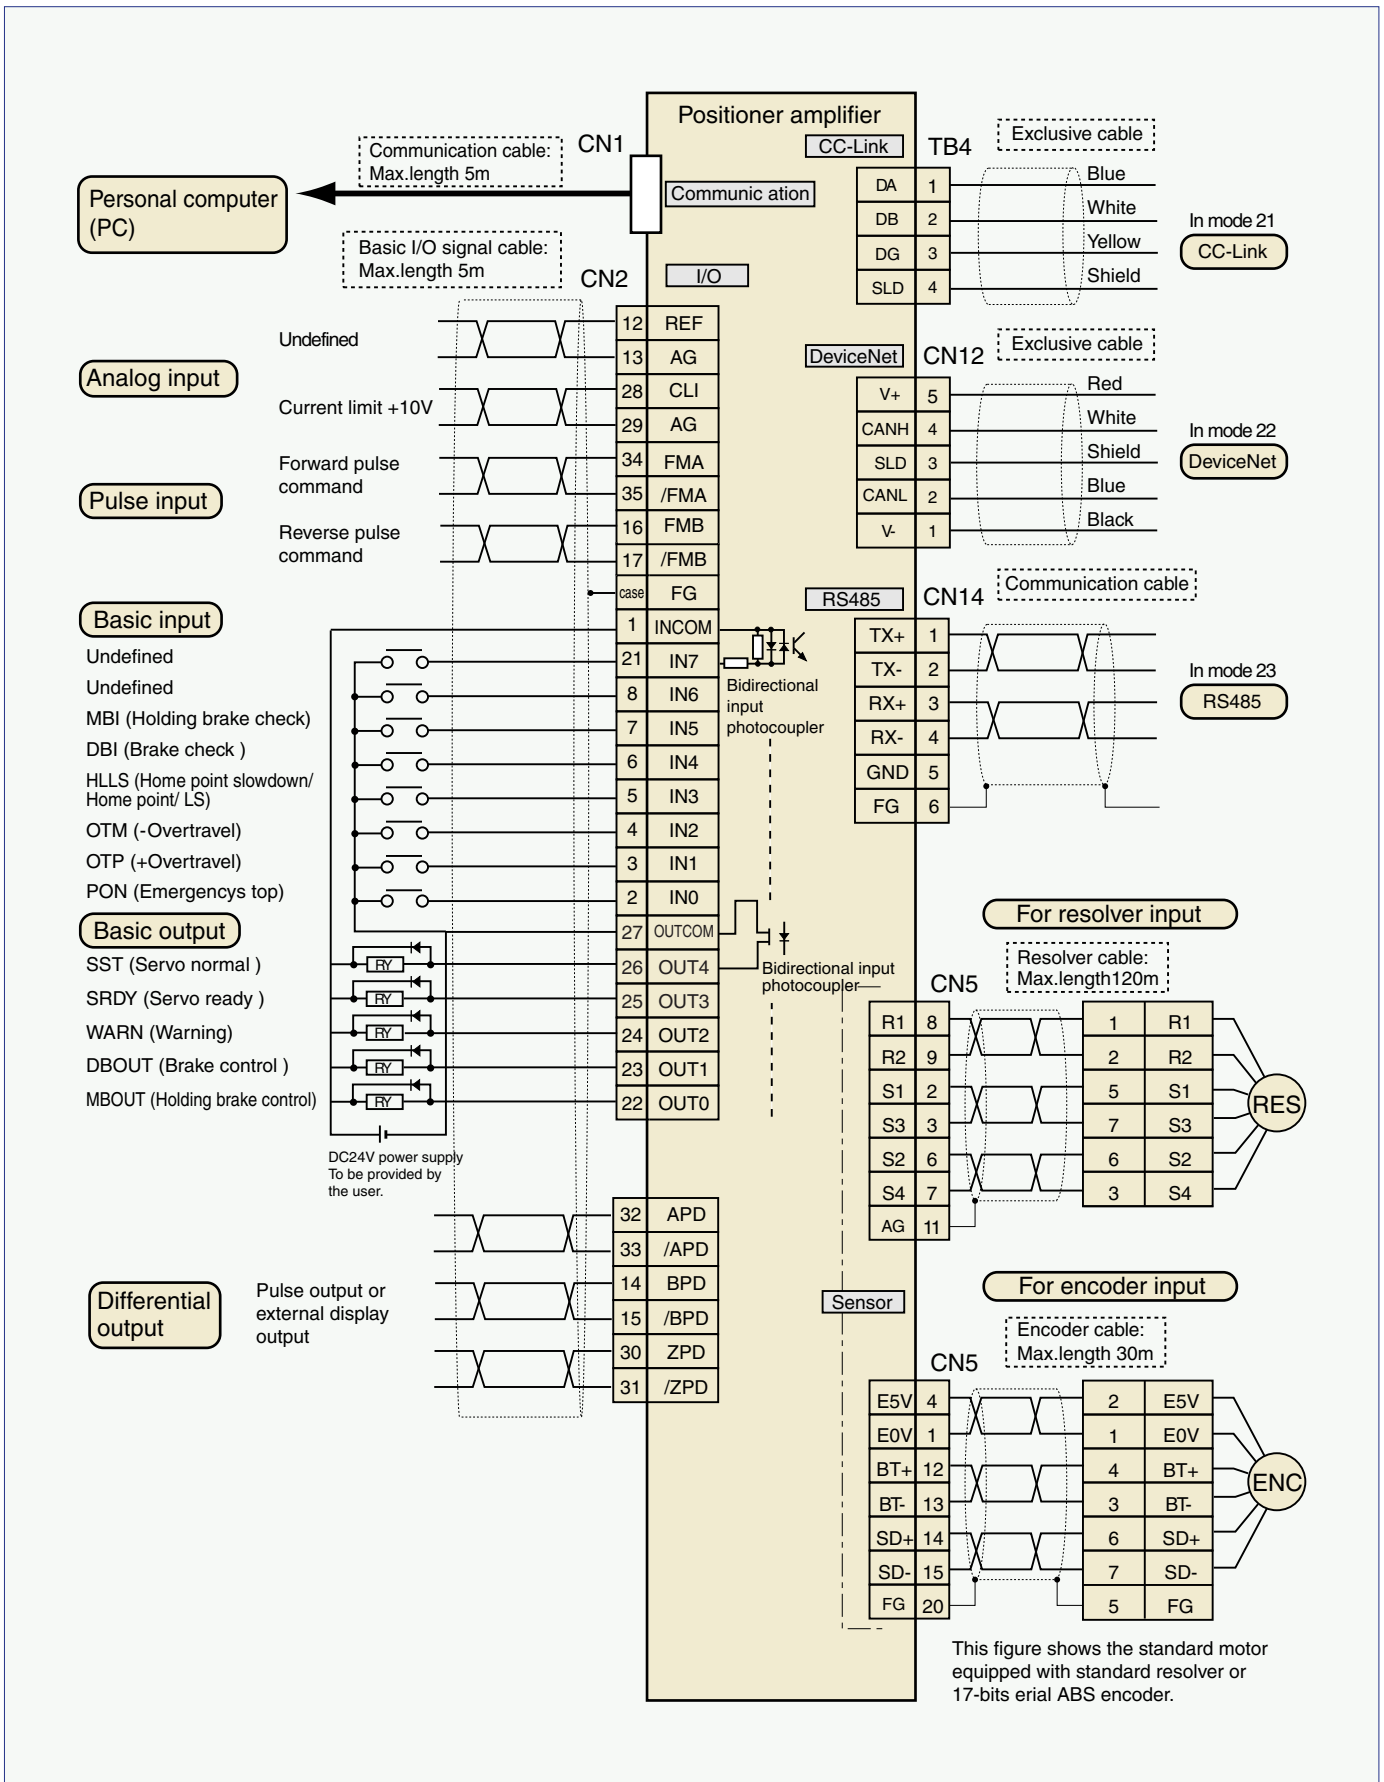 Positioner amplifier
CN1
Communication cable:
Max.length 5m
Personal computer
(PC)
Communic ation
Basic I/O signal cable:
Max.length 5m
CN2
I/O
Analog input
Undefined
Current limit +10V
Pulse input
Forward pulse
command
Reverse pulse
command
12 REF
13 AG
28 CLI
29 AG
34 FMA
35 /FMA
16 FMB
17 /FMB
case FG
1 INCOM
21 IN7
8 IN6
7 IN5
6 IN4
5 IN3
4 IN2
3 IN1
2 IN0
27 OUTCOM
26 OUT4
25 OUT3
24 OUT2
23 OUT1
22 OUT0
Bidirectional
input
photocoupler
Bidirectional input
photocoupler
Basic input
Undefined
Undefined
MBI (Holding brake check)
DBI (Brake check )
HLLS (Home point slowdown/
Home point/ LS)
OTM (-Overtravel)
OTP (+Overtravel)
PON (Emergencys top)
Basic output
SST (Servo normal )
RY
SRDY (Servo ready )
RY
WARN (Warning)
RY
DBOUT (Brake control )
RY
MBOUT (Holding brake control)
RY
DC24V power supply
To be provided by
the user.
32 APD
33 /APD
14 BPD
15 /BPD
30 ZPD
31 /ZPD
Differential
output
Pulse output or
external display
output
CC-Link
TB4
Exclusive cable
DA 1 Blue
DB 2 White
DG 3 Yellow
SLD 4 Shield
In mode 21
CC-Link
DeviceNet
CN12
Exclusive cable
V+ 5 Red
CANH 4 White
SLD 3 Shield
CANL 2 Blue
V- 1 Black
In mode 22
DeviceNet
RS485
CN14
Communication cable
TX+ 1
TX- 2
RX+ 3
RX- 4
GND 5
FG 6
In mode 23
RS485
For resolver input
Resolver cable:
Max.length120m
CN5
R1 8 1 R1
R2 9 2 R2
S1 2 5 S1
S3 3 7 S3
S2 6 6 S2
S4 7 3 S4
AG 11
RES
Sensor
For encoder input
Encoder cable:
Max.length 30m
CN5
E5V 4 2 E5V
E0V 1 1 E0V
BT+ 12 4 BT+
BT- 13 3 BT-
SD+ 14 6 SD+
SD- 15 7 SD-
FG 20 5 FG
ENC
This figure shows the standard motor
equipped with standard resolver or
17-bits erial ABS encoder.